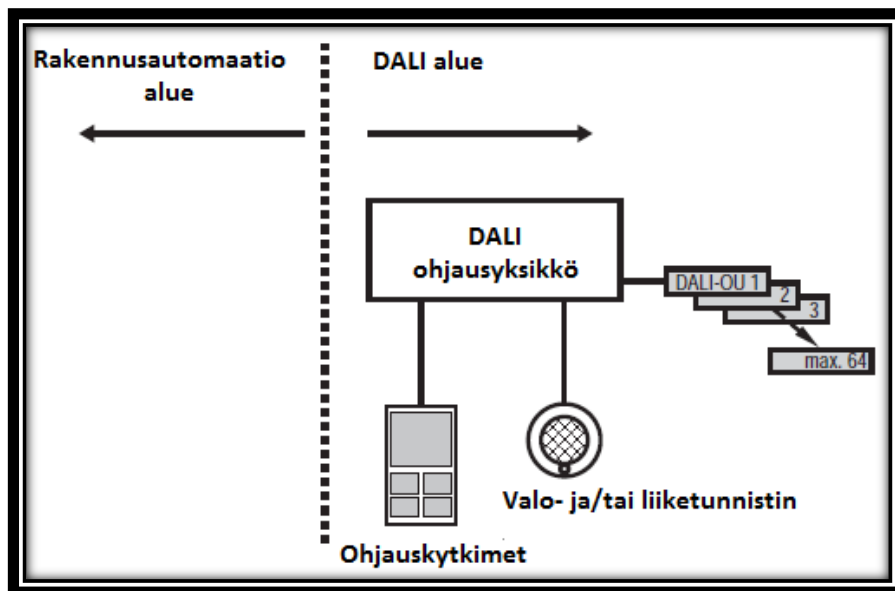 Rakennusautomaatio
alue
DALI alue
DALI
ohjausyksikkö
DALI-OU 1
2
3
max. 64
Valo- ja/tai liiketunnistin
Ohjauskytkimet